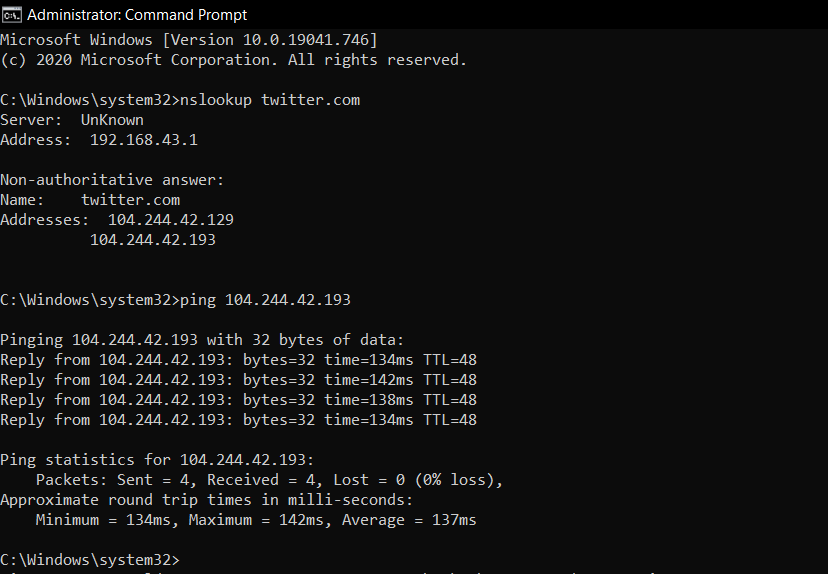 Administrator: Command Prompt
Microsoft Windows [Version 10.0.19041.746]
(c) 2020 Microsoft Corporation. All rights reserved.
C:\Windows\system32>nslookup twitter.com
Server:  UnKnown
Address:  192.168.43.1
Non-authoritative answer:
Name:    twitter.com
Addresses:  104.244.42.129
          104.244.42.193
C:\Windows\system32>ping 104.244.42.193
Pinging 104.244.42.193 with 32 bytes of data:
Reply from 104.244.42.193: bytes=32 time=134ms TTL=48
Reply from 104.244.42.193: bytes=32 time=142ms TTL=48
Reply from 104.244.42.193: bytes=32 time=138ms TTL=48
Reply from 104.244.42.193: bytes=32 time=134ms TTL=48
Ping statistics for 104.244.42.193:
    Packets: Sent = 4, Received = 4, Lost = 0 (0% loss),
Approximate round trip times in milli-seconds:
    Minimum = 134ms, Maximum = 142ms, Average = 137ms
C:\Windows\system32>